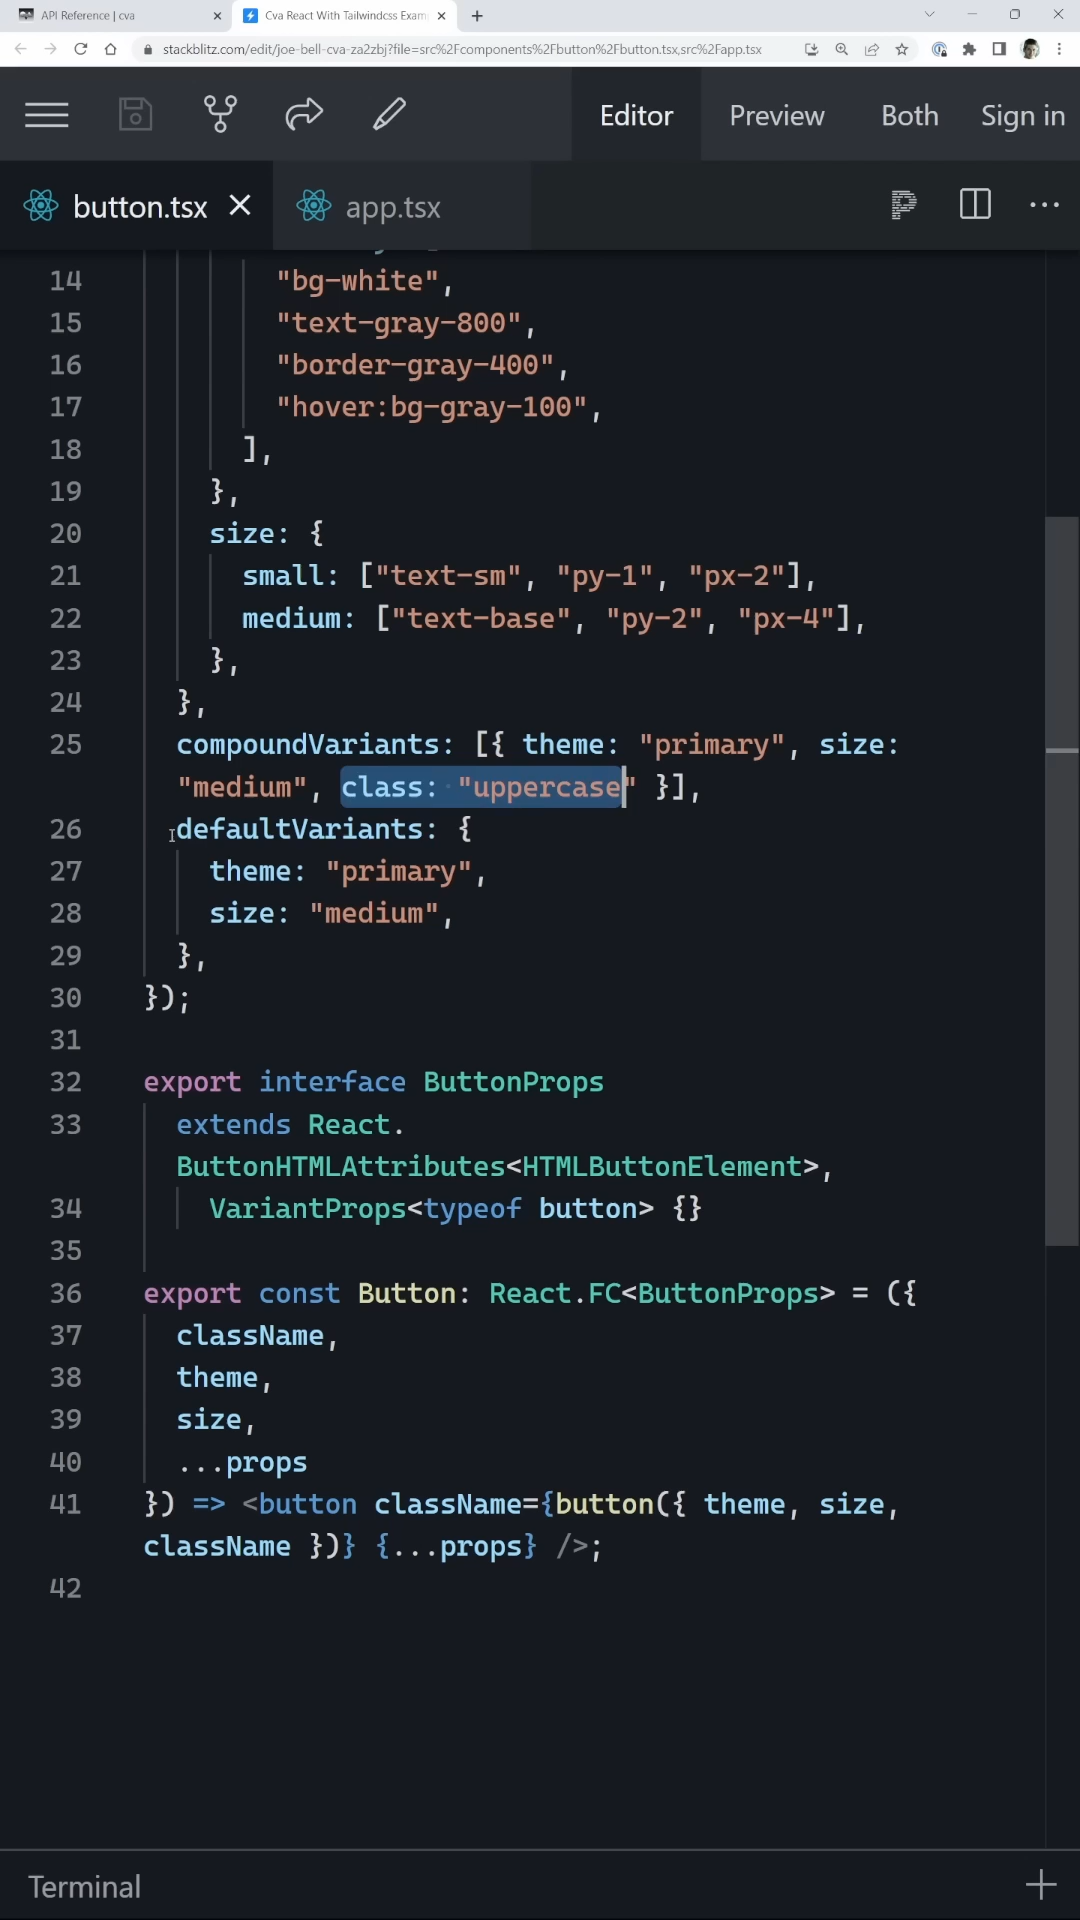 API Reference | cva
Cva React With Tailwindcss Exam
stackblitz.com/edit/joe-bell-cva-za2zbj?file=src%2Fcomponents%2Fbutton%2Fbutton.tsx,src%2Fapp.tsx
Editor Preview Both Sign in
button.tsx app.tsx
14 "bg-white",
15 "text-gray-800",
16 "border-gray-400",
17 "hover:bg-gray-100",
18 ],
19 },
20 size: {
21 small: ["text-sm", "py-1", "px-2"],
22 medium: ["text-base", "py-2", "px-4"],
23 },
24 },
25 compoundVariants: [{ theme: "primary", size:
"medium", class: "uppercase" }],
26 defaultVariants: {
27 theme: "primary",
28 size: "medium",
29 },
30 });
31
32 export interface ButtonProps
33 extends React.
ButtonHTMLAttributes<HTMLButtonElement>,
34 VariantProps<typeof button> {}
35
36 export const Button: React.FC<ButtonProps> = ({
37 className,
38 theme,
39 size,
40 ...props
41 }) => <button className={button({ theme, size,
className })} {...props} />;
42
Terminal